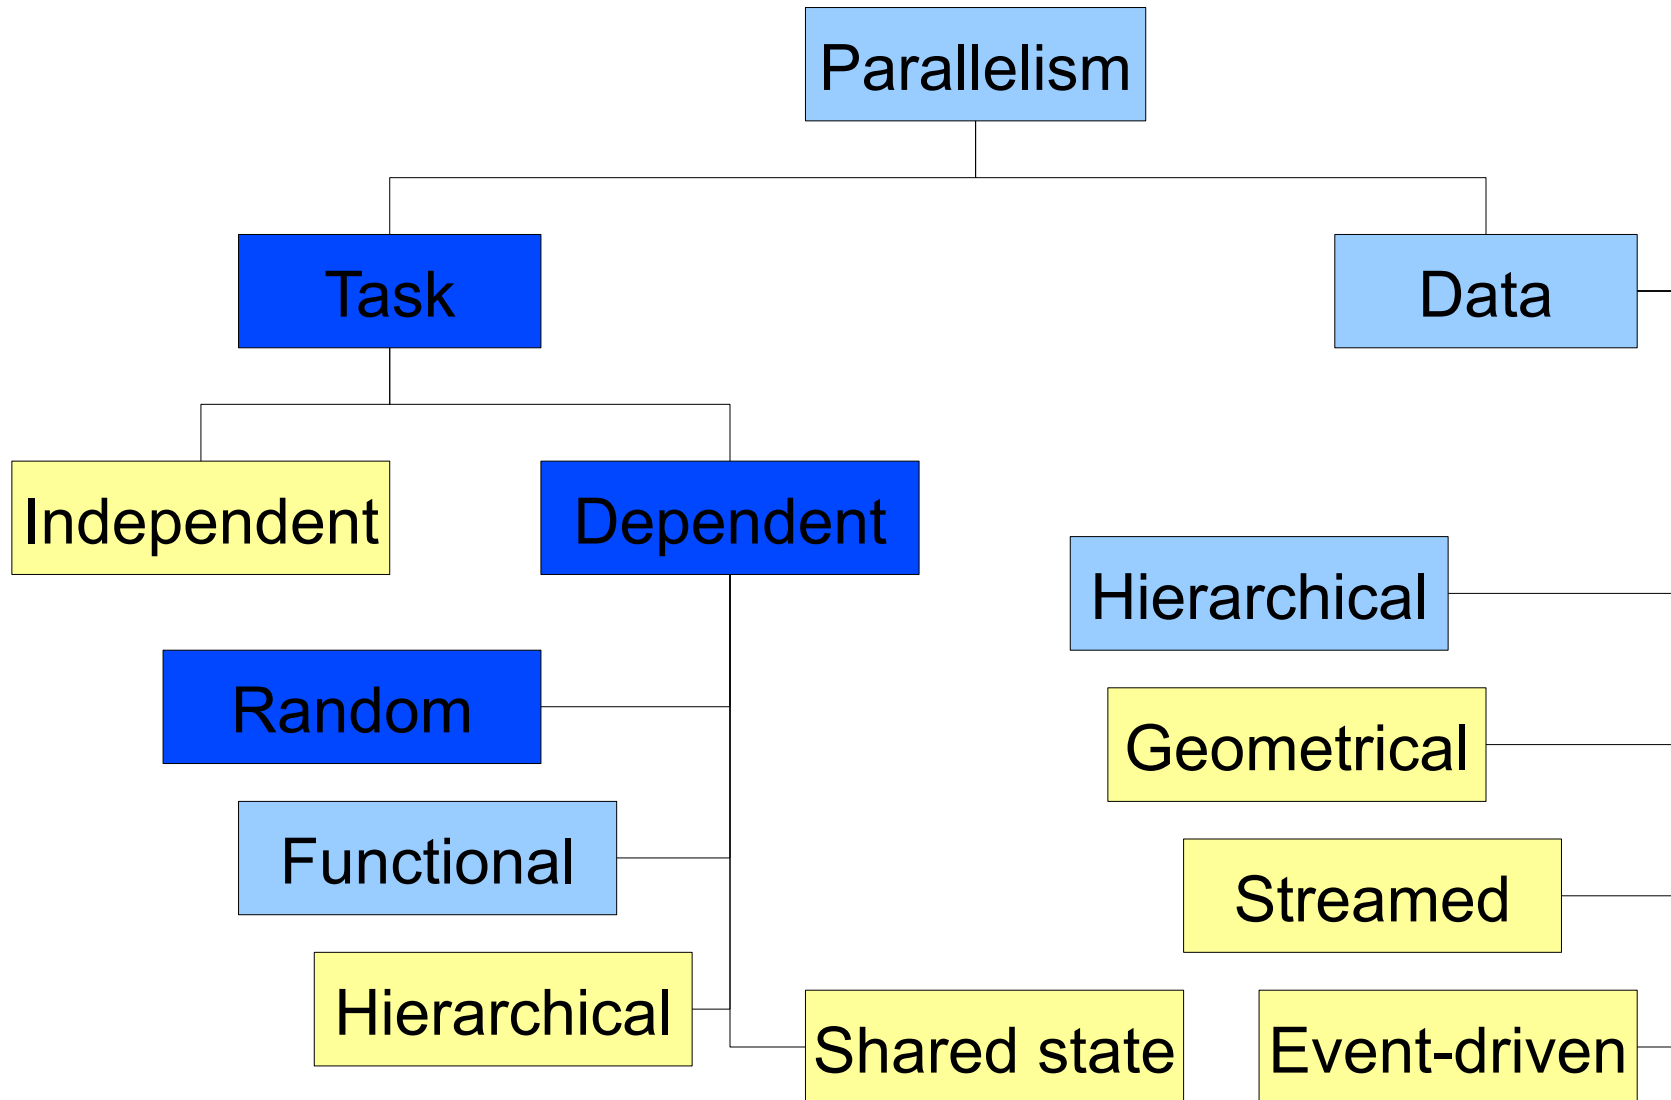 Parallelism
Task
Data
Independent
Dependent
Hierarchical
Random
Geometrical
Functional
Streamed
Hierarchical
Shared state
Event-driven